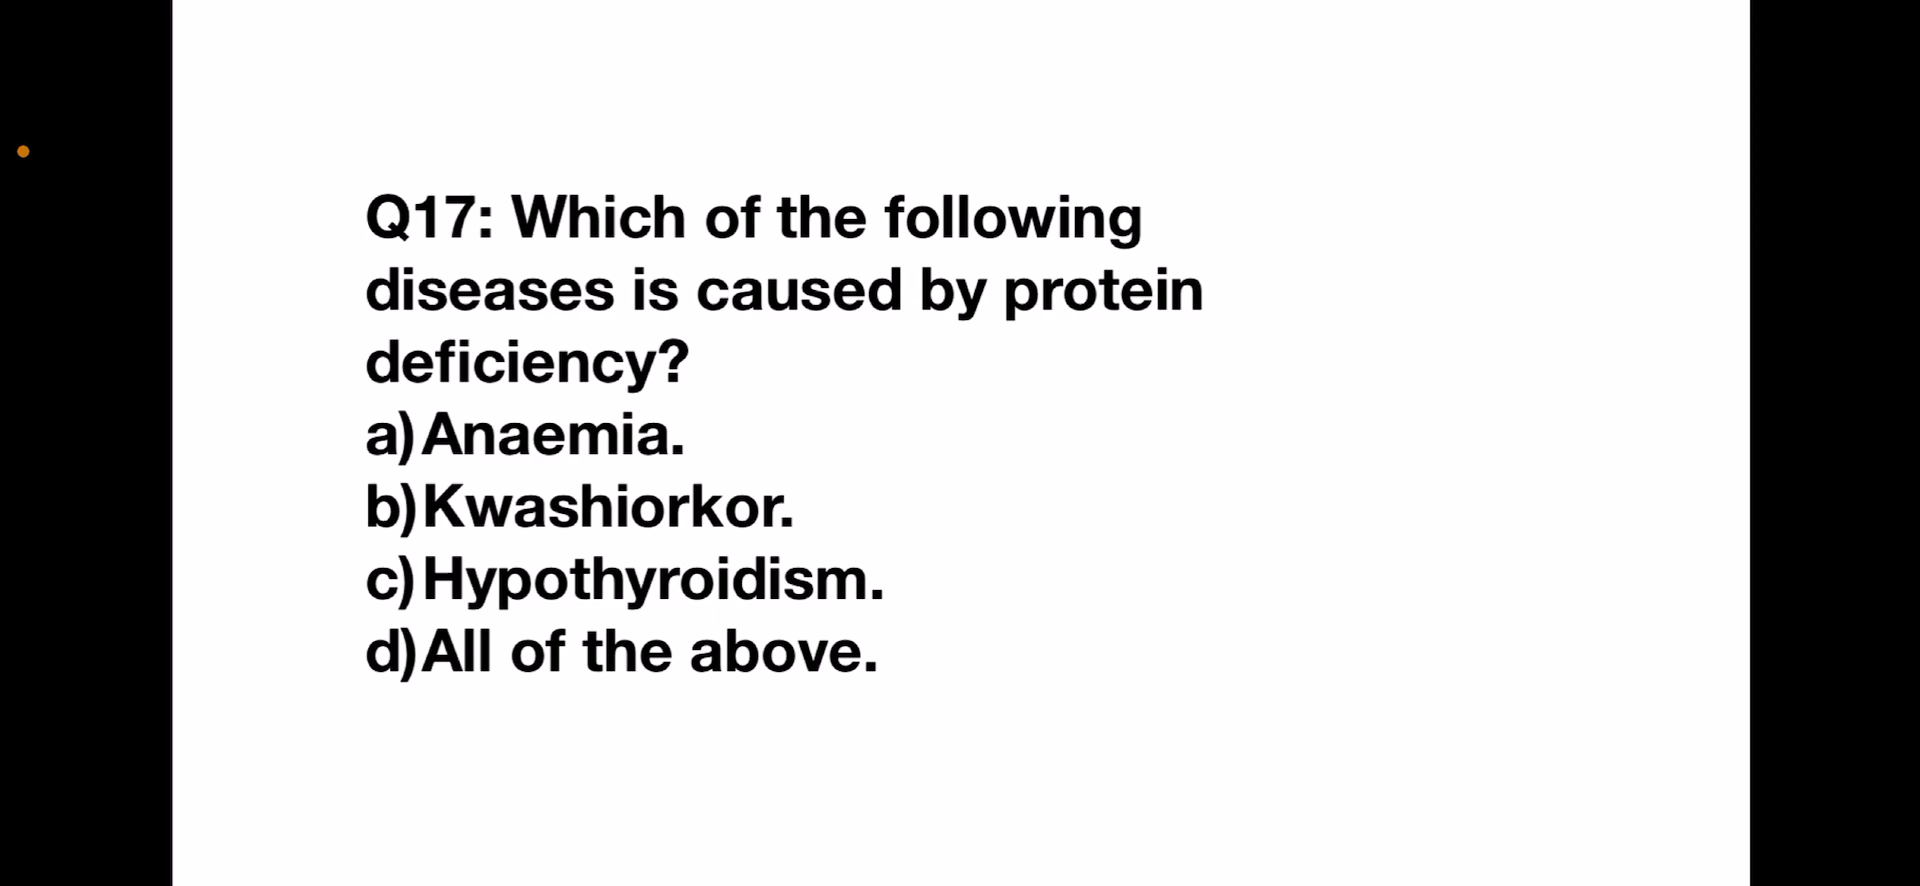 Q17: Which of the following
diseases is caused by protein
deficiency?
a)Anaemia.
b)Kwashiorkor.
c)Hypothyroidism.
d)All of the above.